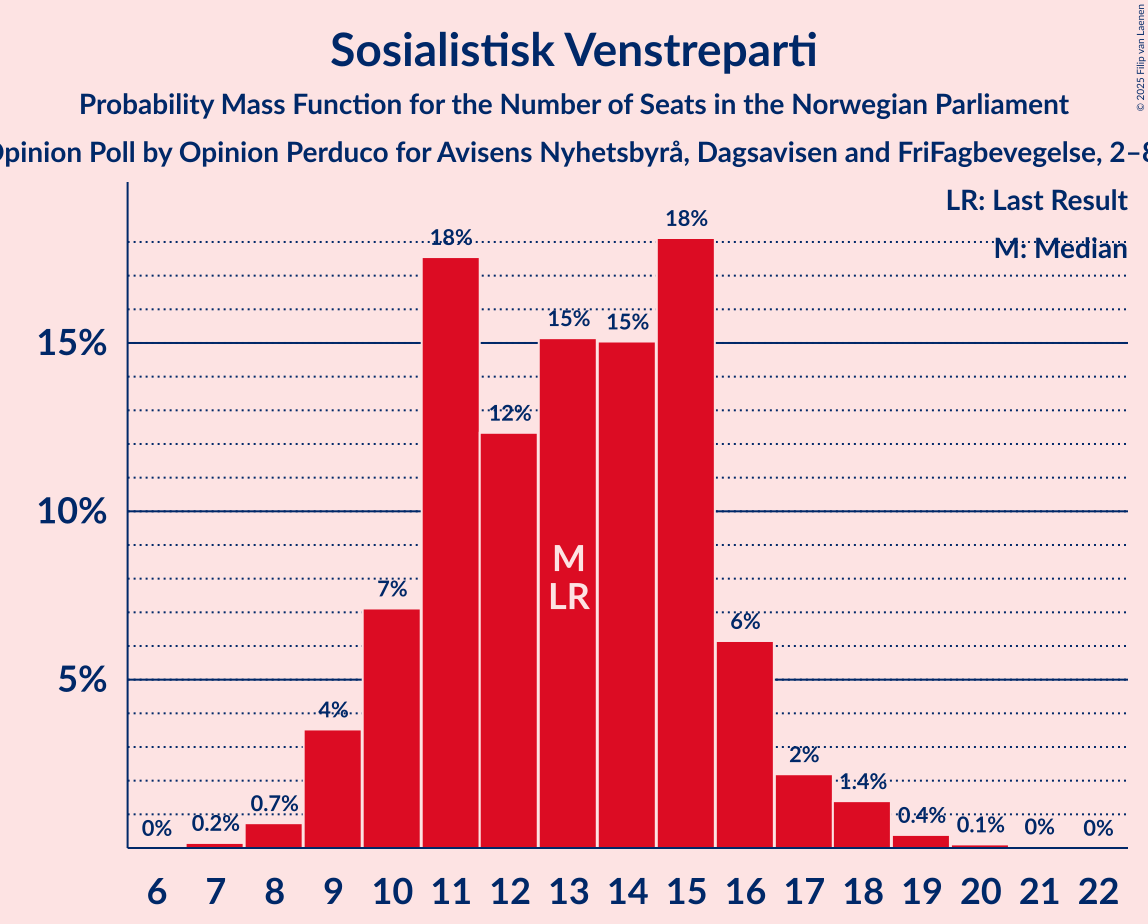 Sosialistisk Venstreparti
Probability Mass Function for the Number of Seats in the Norwegian Parliament
Opinion Poll by Opinion Perduco for Avisens Nyhetsbyrå, Dagsavisen and FriFagbevegelse, 2–8
© 2025 Filip van Laenen
LR: Last Result
M: Median
15%
10%
5%
0%
0.2%
0.7%
4%
7%
18%
12%
15%
15%
18%
6%
2%
1.4%
0.4%
0.1%
0%
0%
M
LR
6 7 8 9 10 11 12 13 14 15 16 17 18 19 20 21 22